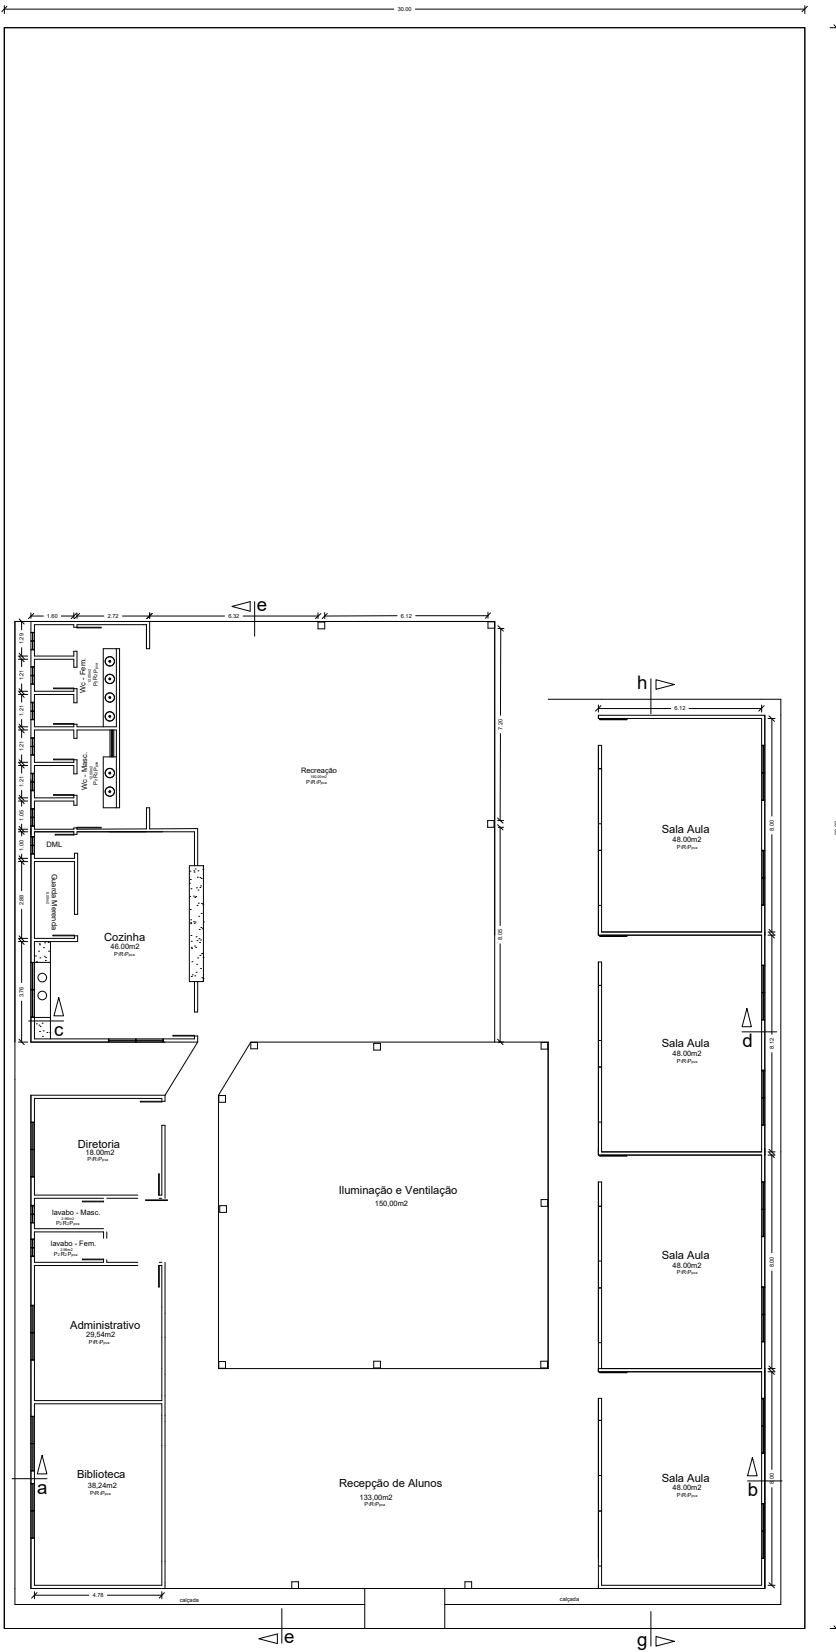 30.00
e
1.60
2.72
6.32
6.12
1.29
1.21
1.21
1.21
1.21
1.05
1.00
2.88
3.76
Wc - Fem.
Wc - Masc.
DML
Guarda Merenda
Cozinha
46.00m2
c
Recreação
7.20
8.05
h
6.12
Sala Aula
48.00m2
8.00
Sala Aula
48.00m2
d
8.12
Diretoria
18.00m2
lavabo - Masc.
lavabo - Fem.
Iluminação e Ventilação
150,00m2
Sala Aula
48.00m2
8.00
Administrativo
29,54m2
Biblioteca
38,24m2
a
Recepção de Alunos
133,00m2
Sala Aula
48.00m2
b
8.00
4.78
calçada
calçada
e
g